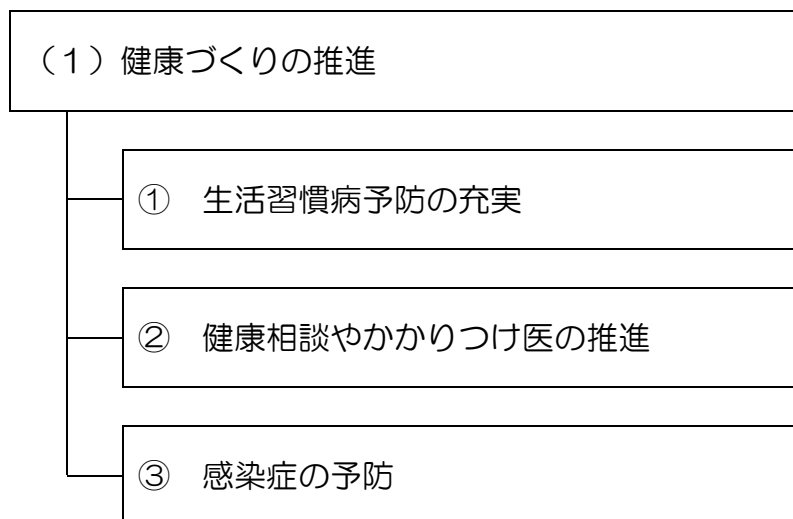 （１）健康づくりの推進
①　生活習慣病予防の充実
②　健康相談やかかりつけ医の推進
③　感染症の予防